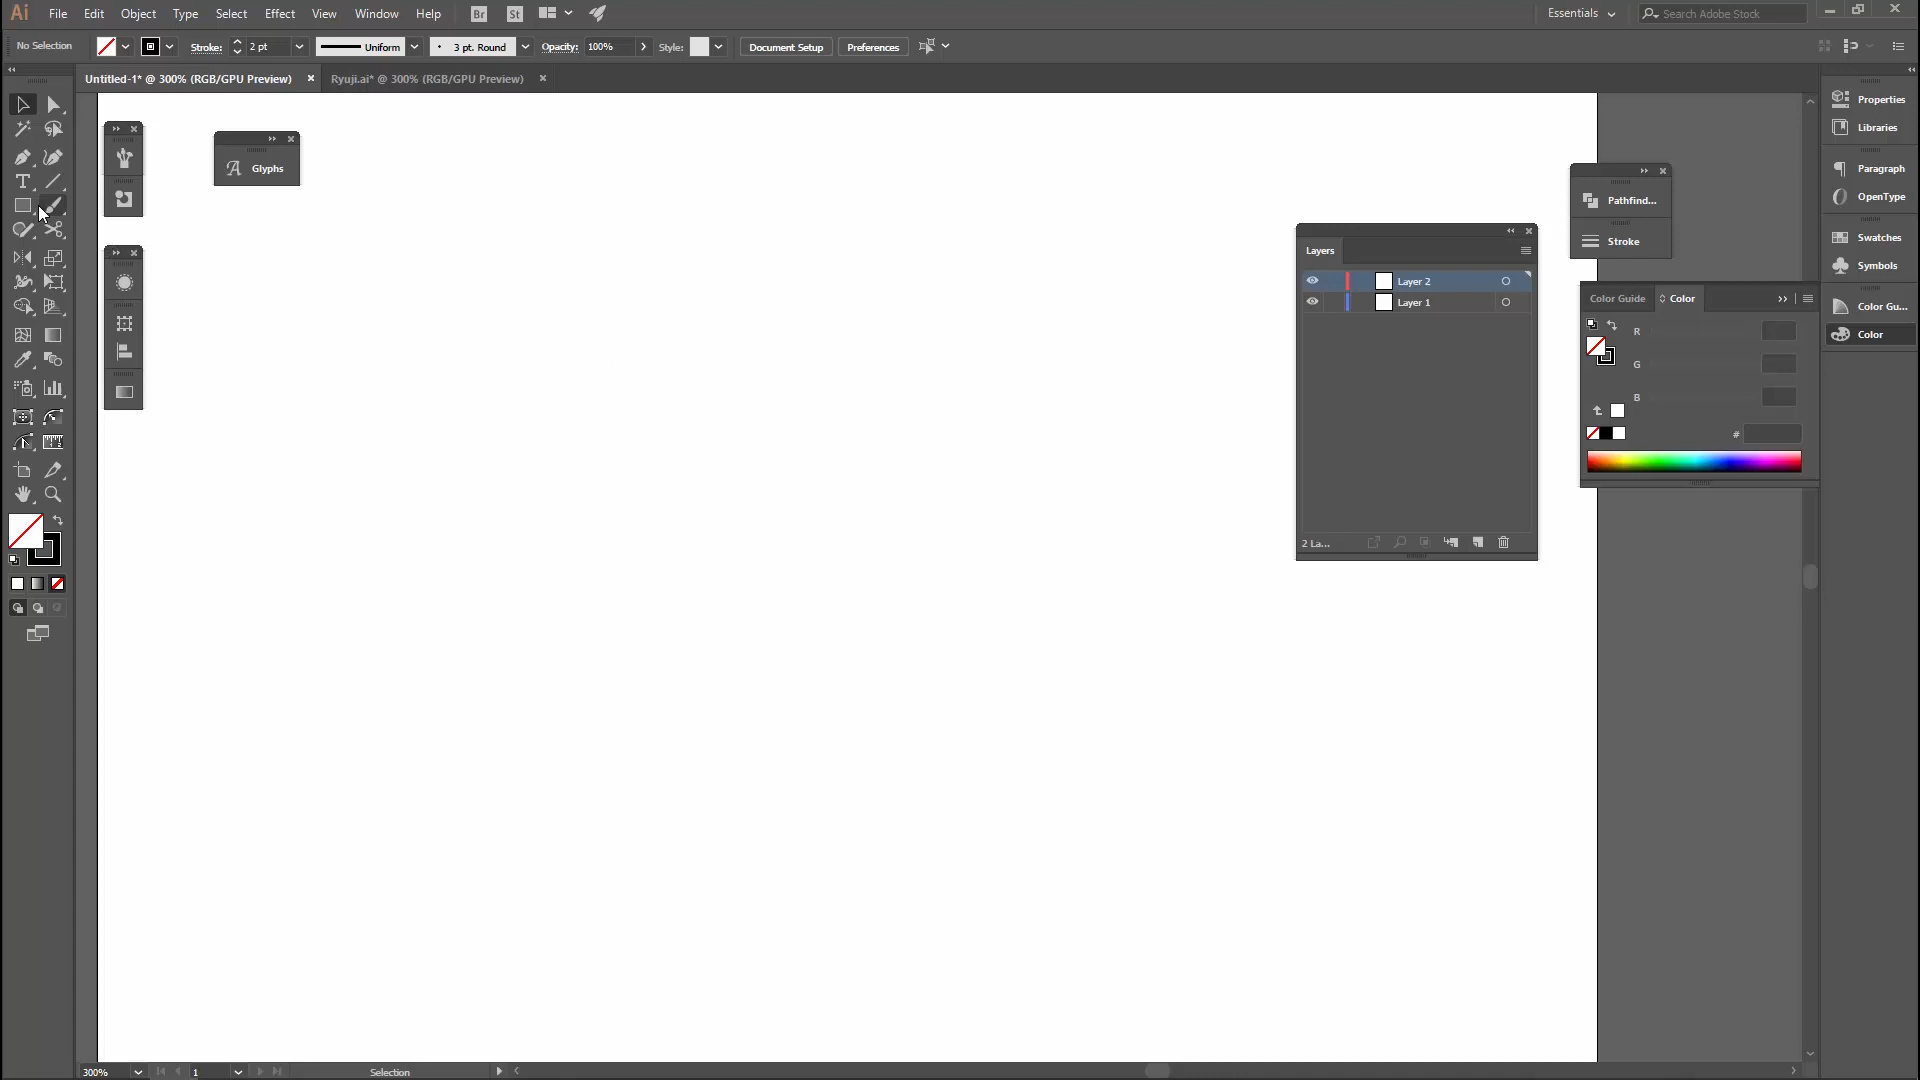 Ai File Edit Object Type Select Effect View Window Help Br St Essentials Search Adobe Stock
No Selection Stroke: 2 pt Uniform 3 pt. Round Opacity: 100% Style: Document Setup Preferences
Untitled-1* @ 300% (RGB/GPU Preview) Ryuji.ai* @ 300% (RGB/GPU Preview)
Glyphs
Layers
Layer 2
Layer 1
2 La...
Pathfind...
Stroke
Color Guide Color
R
G
B
#
Properties
Libraries
Paragraph
OpenType
Swatches
Symbols
Color Gu...
Color
300% 1 Selection